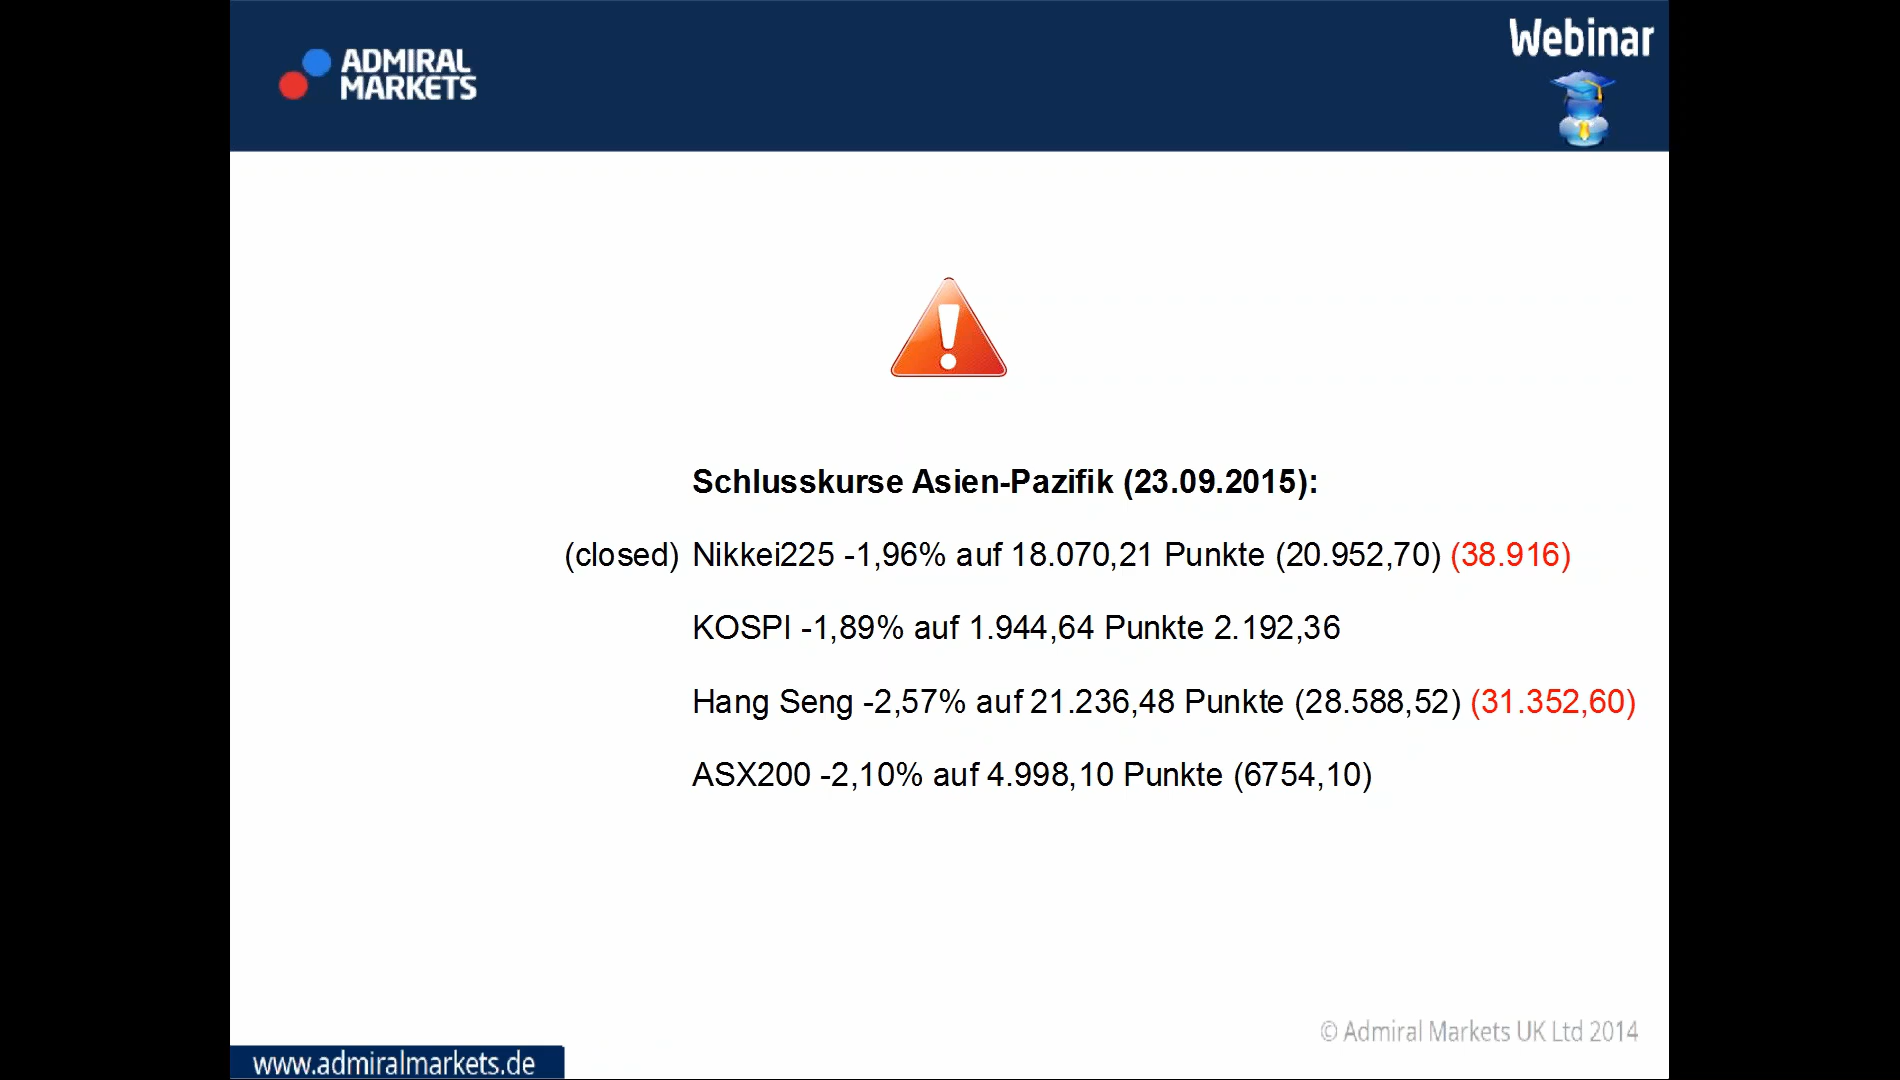 ADMIRAL
MARKETS
Webinar
Schlusskurse Asien-Pazifik (23.09.2015):
(closed) Nikkei225 -1,96% auf 18.070,21 Punkte (20.952,70) (38.916)
KOSPI -1,89% auf 1.944,64 Punkte 2.192,36
Hang Seng -2,57% auf 21.236,48 Punkte (28.588,52) (31.352,60)
ASX200 -2,10% auf 4.998,10 Punkte (6754,10)
© Admiral Markets UK Ltd 2014
www.admiralmarkets.de